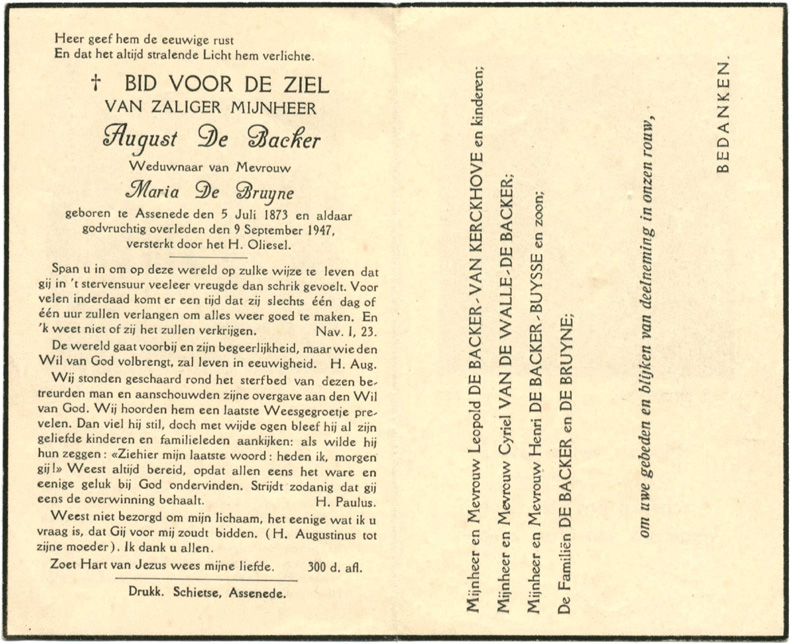 Heer geef hem de eeuwige rust
En dat het altijd stralende Licht hem verlichte.
† BID VOOR DE ZIEL
VAN ZALIGER MIJNHEER
August De Backer
Weduwnaar van Mevrouw
Maria De Bruyne
geboren te Assenede den 5 Juli 1873 en aldaar
godvruchtig overleden den 9 September 1947,
versterkt door het H. Oliesel.
Span u in om op deze wereld op zulke wijze te leven dat
gij in 't stervensuur veeleer vreugde dan schrik gevoelt. Voor
velen inderdaad komt er een tijd dat zij slechts één dag of
één uur zullen verlangen om alles weer goed te maken. En
'k weet niet of zij het zullen verkrijgen. Nav. I, 23.
De wereld gaat voorbij en zijn begeerlijkheid, maar wie den
Wil van God volbrengt, zal leven in eeuwigheid. H. Aug.
Wij stonden geschaard rond het sterfbed van dezen be-
treurden man en aanschouwden zijne overgave aan den Wil
van God. Wij hoorden hem een laatste Weesgegroetje pre-
velen. Dan viel hij stil, doch met wijde ogen bleef hij al zijn
geliefde kinderen en familieleden aankijken: als wilde hij
hun zeggen: «Ziehier mijn laatste woord: heden ik, morgen
gij!» Weest altijd bereid, opdat allen eens het ware en
eenige geluk bij God ondervinden. Strijdt zodanig dat gij
eens de overwinning behaalt. H. Paulus.
Weest niet bezorgd om mijn lichaam, het eenige wat ik u
vraag is, dat Gij voor mij zoudt bidden. (H. Augustinus tot
zijne moeder). Ik dank u allen.
Zoet Hart van Jezus wees mijne liefde. 300 d. afl.
Drukk. Schietse, Assenede.
Mijnheer en Mevrouw Leopold DE BACKER-VAN KERCKHOVE en kinderen;
Mijnheer en Mevrouw Cyriel VAN DE WALLE-DE BACKER;
Mijnheer en Mevrouw Henri DE BACKER-BUYSSE en zoon;
De Familiën DE BACKER en DE BRUYNE;
om uwe gebeden en blijken van deelneming in onzen rouw,
BEDANKEN.